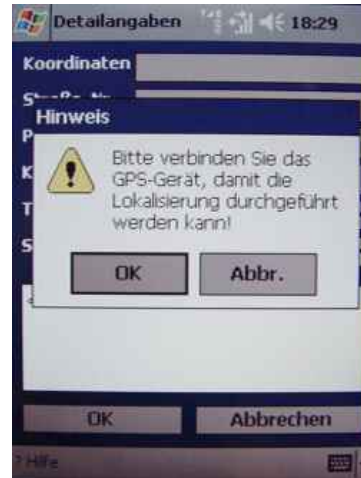 Detailangaben 18:29
Koordinaten
Hinweis
P
K
T
S
Bitte verbinden Sie das
GPS-Gerät, damit die
Lokalisierung durchgeführt
werden kann!
OK Abbr.
OK Abbrechen
? Hilfe